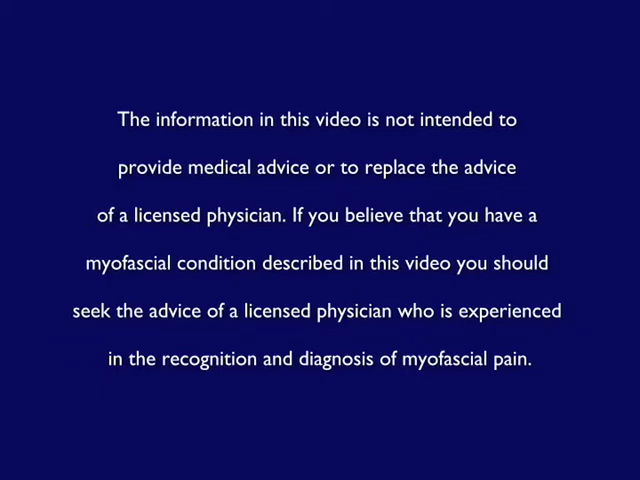 The information in this video is not intended to
provide medical advice or to replace the advice
of a licensed physician. If you believe that you have a
myofascial condition described in this video you should
seek the advice of a licensed physician who is experienced
in the recognition and diagnosis of myofascial pain.